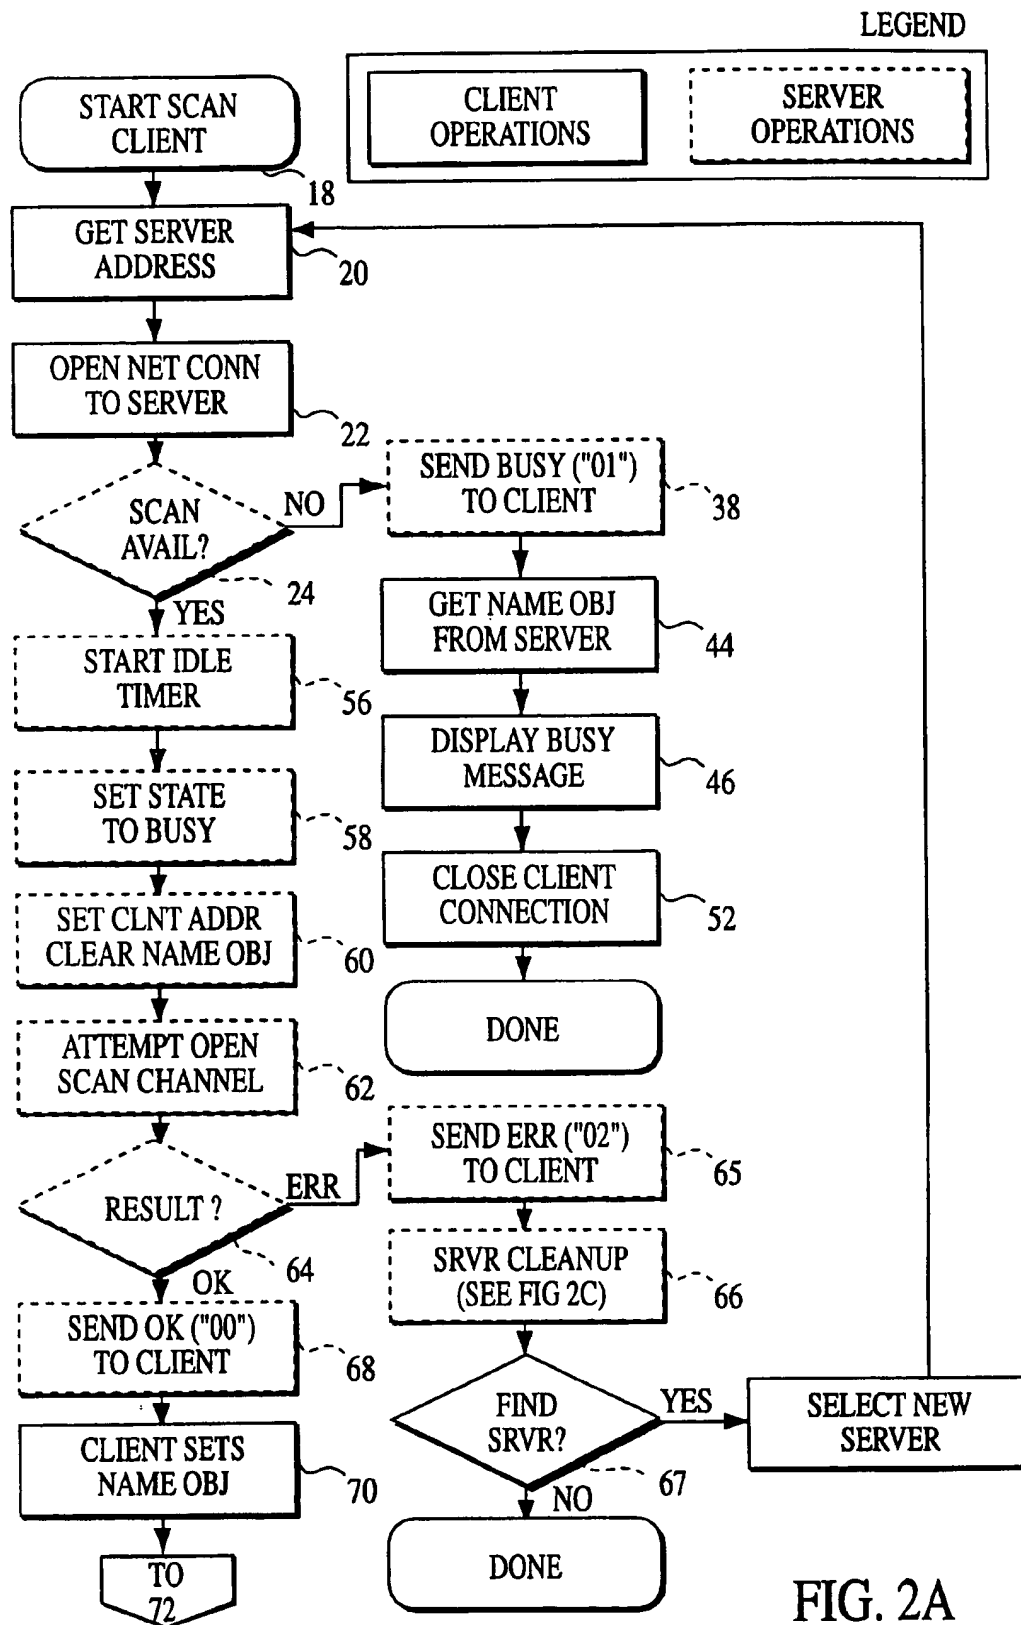 LEGEND
CLIENT
OPERATIONS
SERVER
OPERATIONS
START SCAN
CLIENT
18
GET SERVER
ADDRESS
20
OPEN NET CONN
TO SERVER
22
SCAN
AVAIL?
24
NO
YES
SEND BUSY ("01")
TO CLIENT
38
GET NAME OBJ
FROM SERVER
44
DISPLAY BUSY
MESSAGE
46
CLOSE CLIENT
CONNECTION
52
DONE
START IDLE
TIMER
56
SET STATE
TO BUSY
58
SET CLNT ADDR
CLEAR NAME OBJ
60
ATTEMPT OPEN
SCAN CHANNEL
62
RESULT ?
64
ERR
OK
SEND ERR ("02")
TO CLIENT
65
SRVR CLEANUP
(SEE FIG 2C)
66
FIND
SRVR?
67
YES
NO
SELECT NEW
SERVER
DONE
SEND OK ("00")
TO CLIENT
68
CLIENT SETS
NAME OBJ
70
TO
72
FIG. 2A